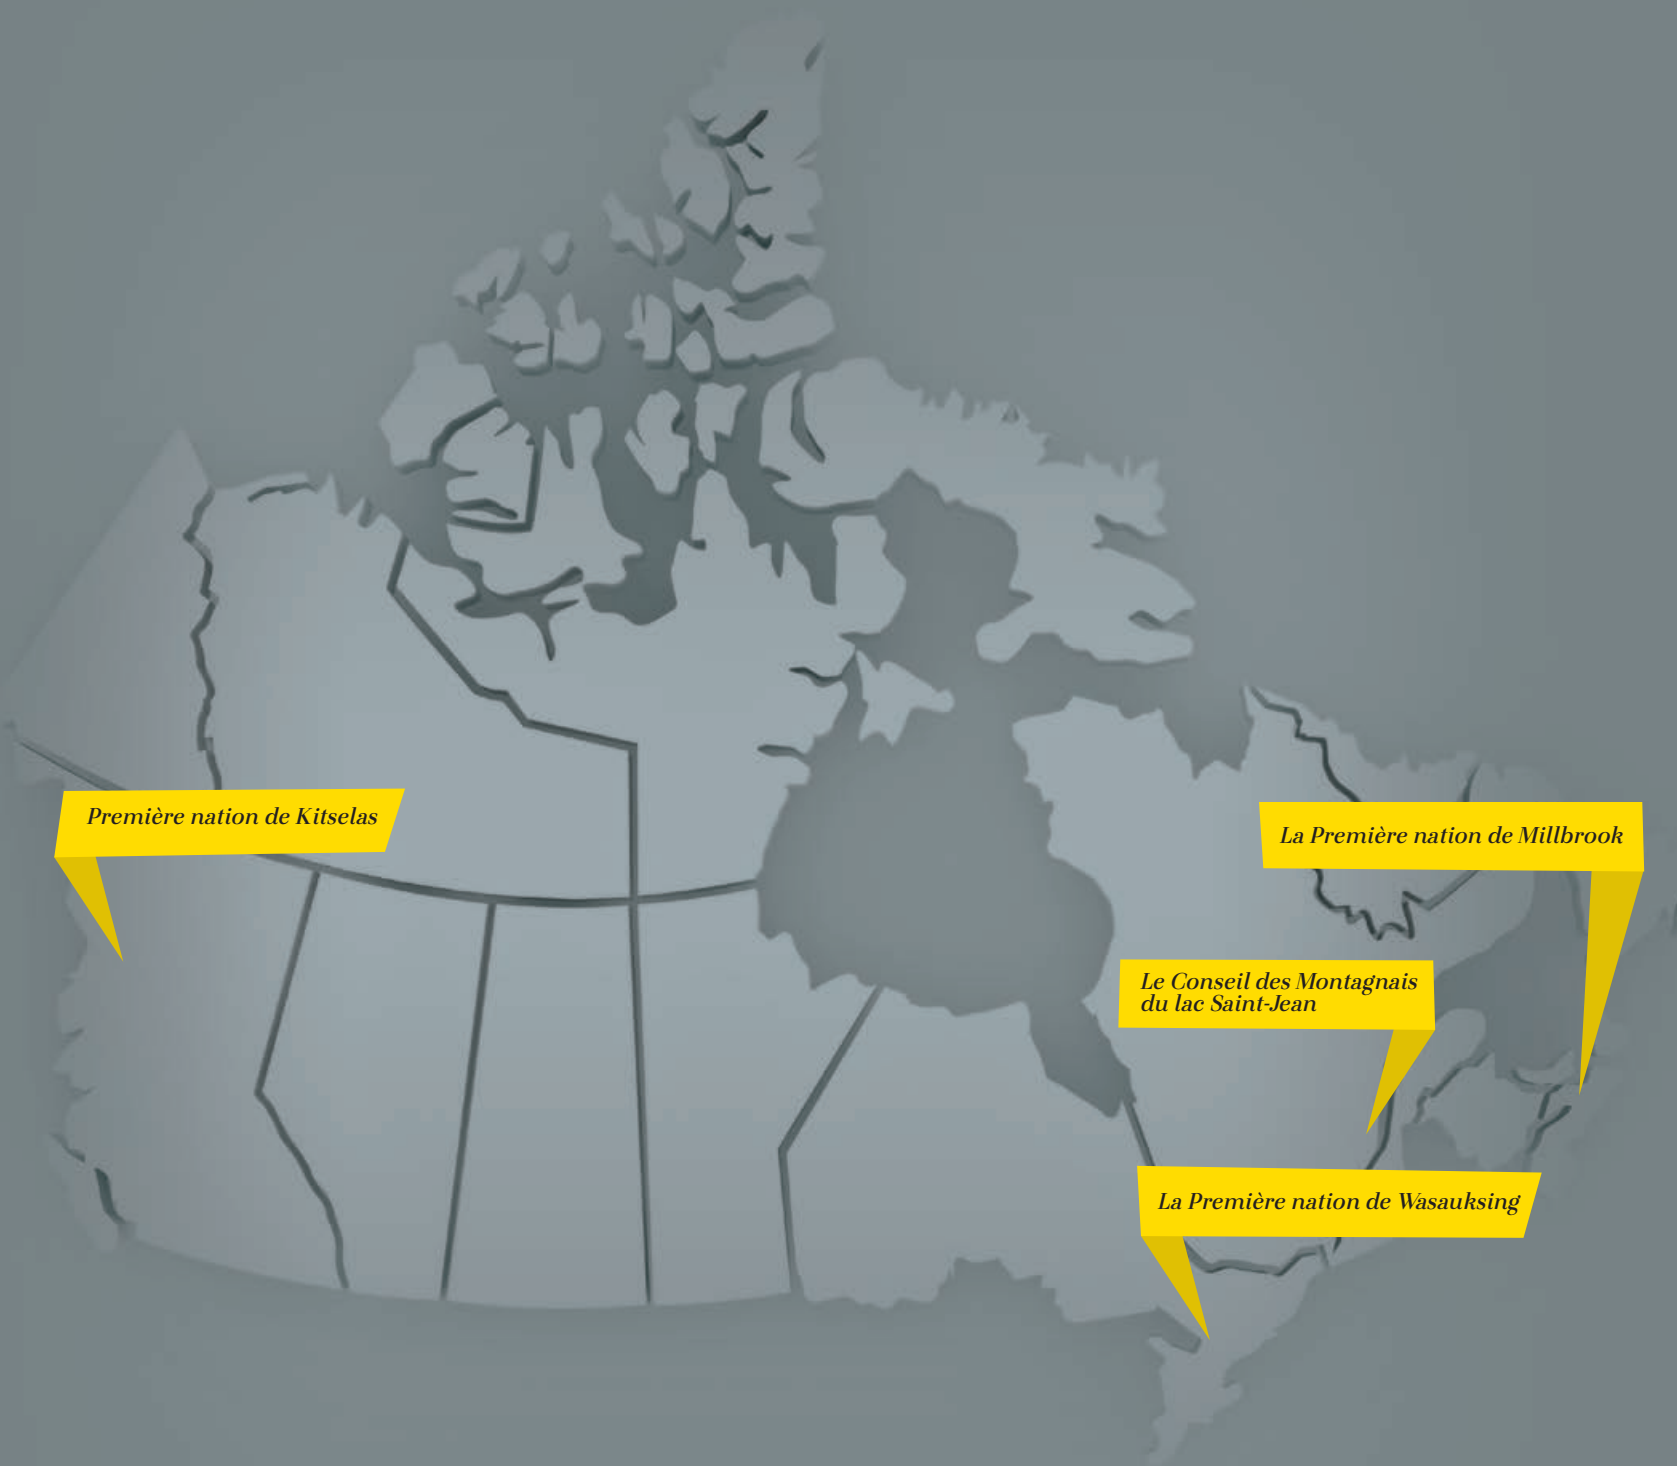 Première nation de Kitselas
La Première nation de Millbrook
Le Conseil des Montagnais
du lac Saint-Jean
La Première nation de Wasauksing